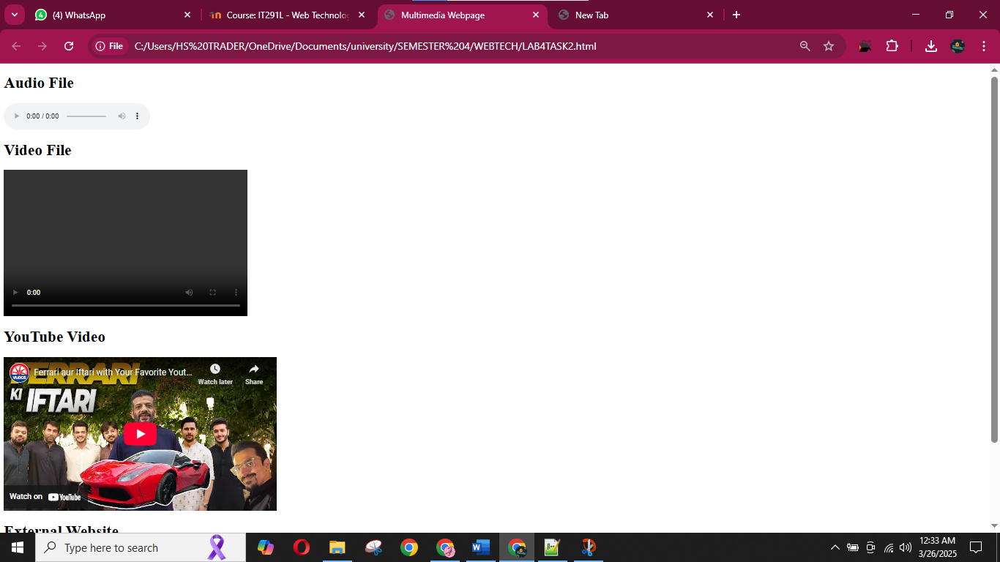 (4) WhatsApp
Course: IT291L - Web Technolo
Multimedia Webpage
New Tab
File
C:/Users/HS%20TRADER/OneDrive/Documents/university/SEMESTER%204/WEBTECH/LAB4TASK2.html
Audio File
0:00 / 0:00
Video File
0:00
YouTube Video
Ferrari aur Iftari with Your Favorite Yout...
Watch later
Share
VLOGS
FERRARI
KI IFTARI
Watch on YouTube
External Website
Type here to search
12:33 AM
3/26/2025